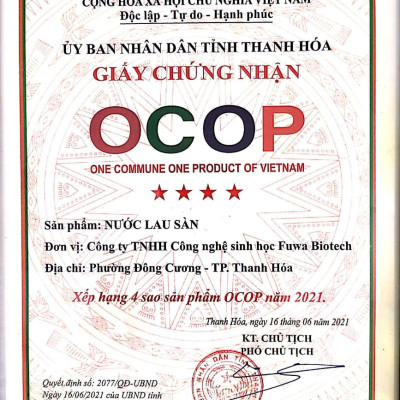 CỘNG HÒA XÃ HỘI CHỦ NGHĨA VIỆT NAM
Độc lập - Tự do - Hạnh phúc
ỦY BAN NHÂN DÂN TỈNH THANH HÓA
GIẤY CHỨNG NHẬN
OCOP
ONE COMMUNE ONE PRODUCT OF VIETNAM
Sản phẩm: NƯỚC LAU SÀN
Đơn vị: Công ty TNHH Công nghệ sinh học Fuwa Biotech
Địa chỉ: Phường Đông Cương - TP. Thanh Hóa
Xếp hạng 4 sao sản phẩm OCOP năm 2021.
Thanh Hóa, ngày 16 tháng 06 năm 2021
KT. CHỦ TỊCH
PHÓ CHỦ TỊCH
Quyết định số: 2077/QĐ-UBND
Ngày 16/06/2021 của UBND tỉnh